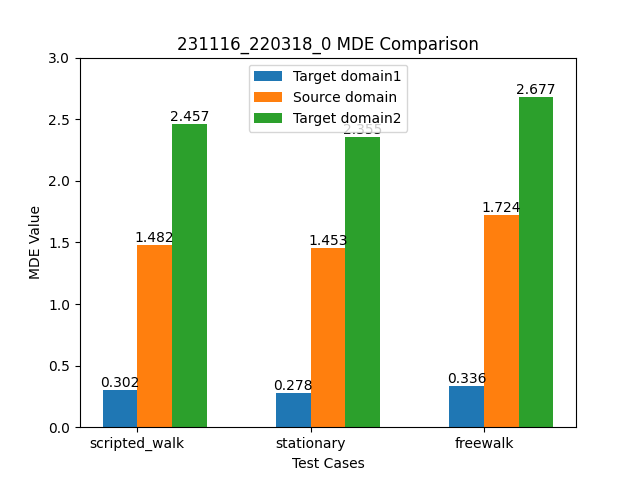 231116_220318_0 MDE Comparison
Target domain1
Source domain
Target domain2
MDE Value
3.0
2.5
2.0
1.5
1.0
0.5
0.0
0.302
1.482
2.457
0.278
1.453
2.355
0.336
1.724
2.677
scripted_walk
stationary
freewalk
Test Cases